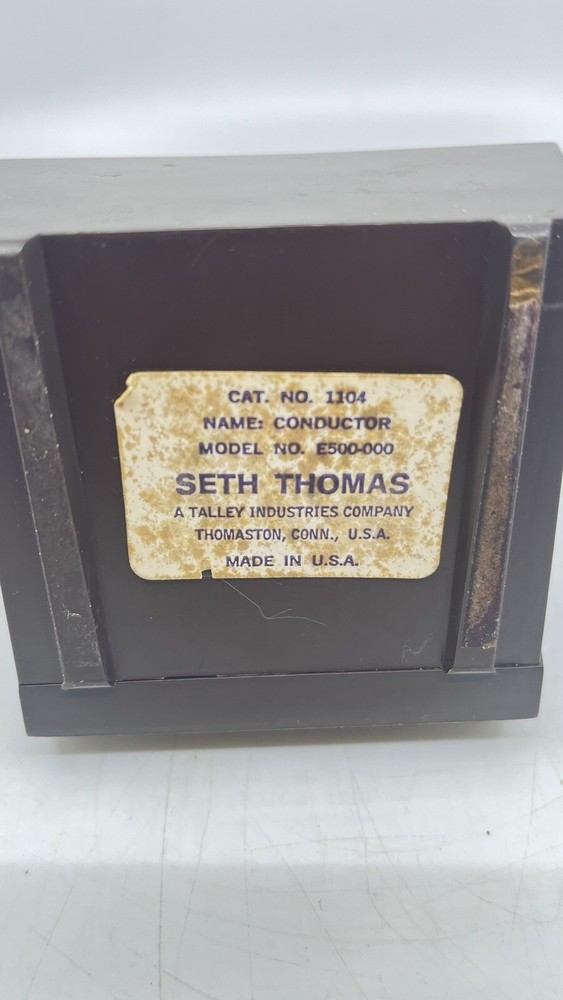 CAT. NO. 1104
NAME: CONDUCTOR
MODEL NO. E500-000
SETH THOMAS
A TALLEY INDUSTRIES COMPANY
THOMASTON, CONN., U.S.A.
MADE IN U.S.A.